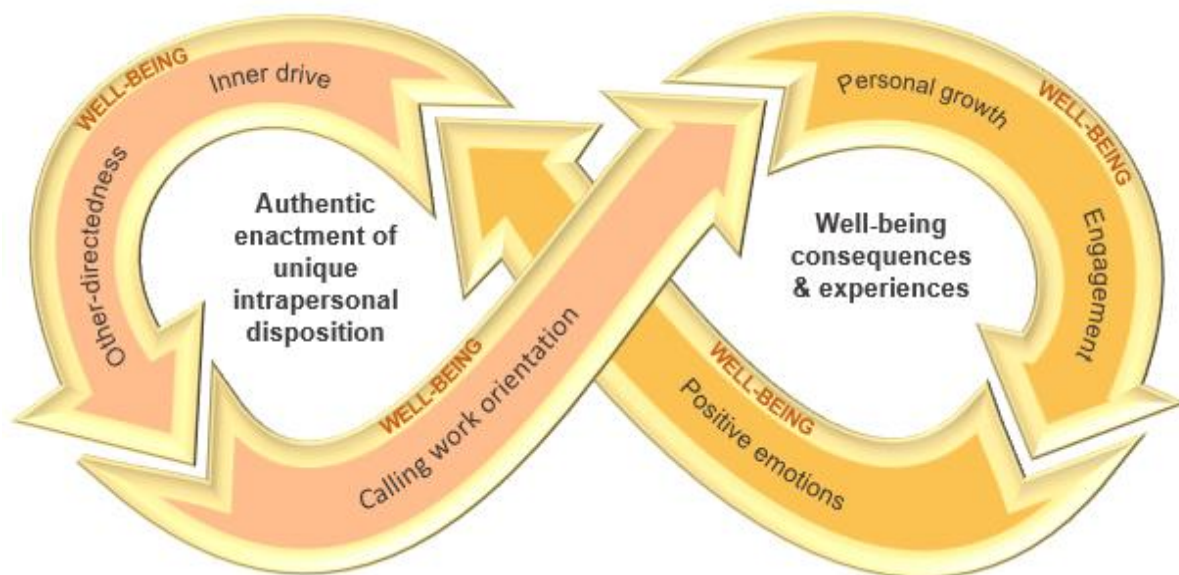 WELL-BEING
Inner drive
Other-directedness
Authentic
enactment of
unique
intrapersonal
disposition
WELL-BEING
Calling work orientation
Personal growth
WELL-BEING
Engagement
Well-being
consequences
& experiences
WELL-BEING
Positive emotions